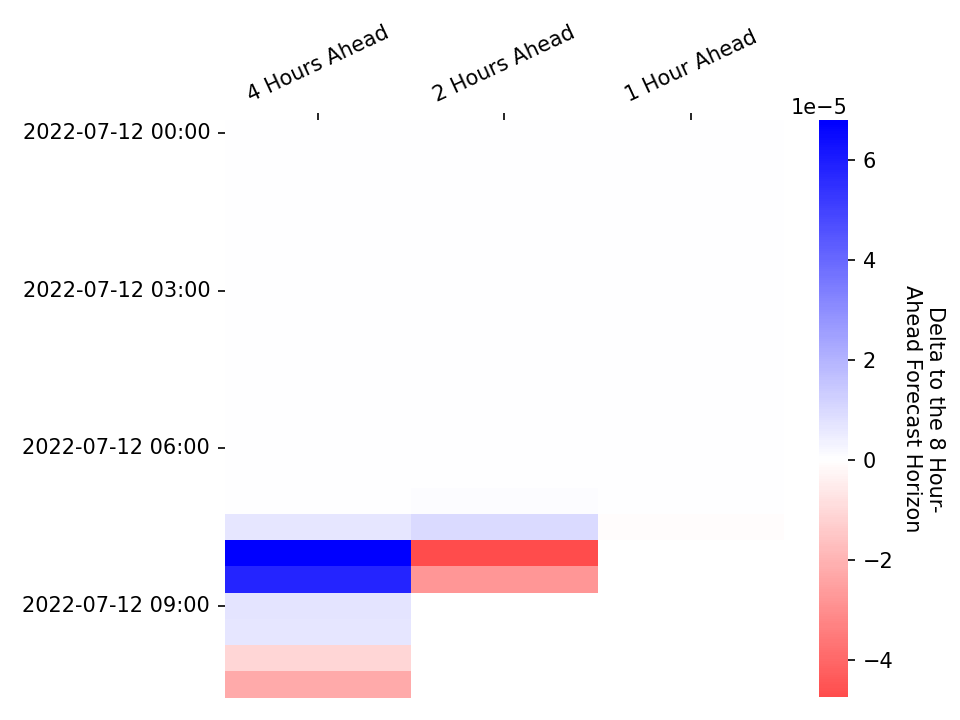 4 Hours Ahead
2 Hours Ahead
1 Hour Ahead
2022-07-12 00:00
2022-07-12 03:00
2022-07-12 06:00
2022-07-12 09:00
1e−5
6
4
2
0
−2
−4
Delta to the 8 Hour-
Ahead Forecast Horizon